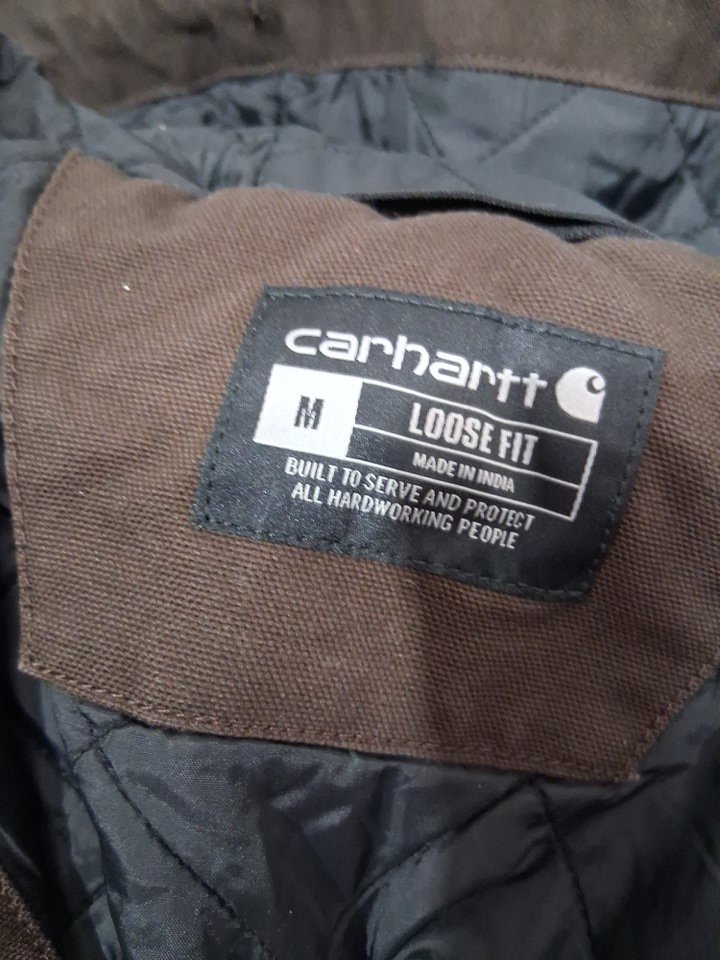 carhartt
M
LOOSE FIT
MADE IN INDIA
BUILT TO SERVE AND PROTECT
ALL HARDWORKING PEOPLE